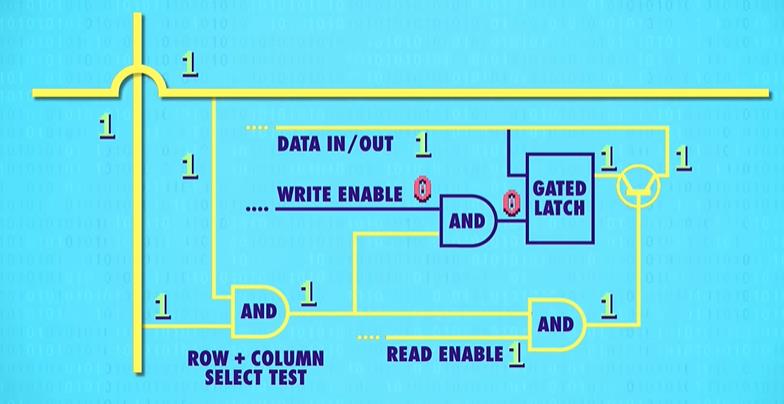 1
1
DATA IN/OUT 1
1
1
1
WRITE ENABLE 0
0
GATED
LATCH
AND
1
1
AND
1
AND
READ ENABLE 1
ROW + COLUMN
SELECT TEST